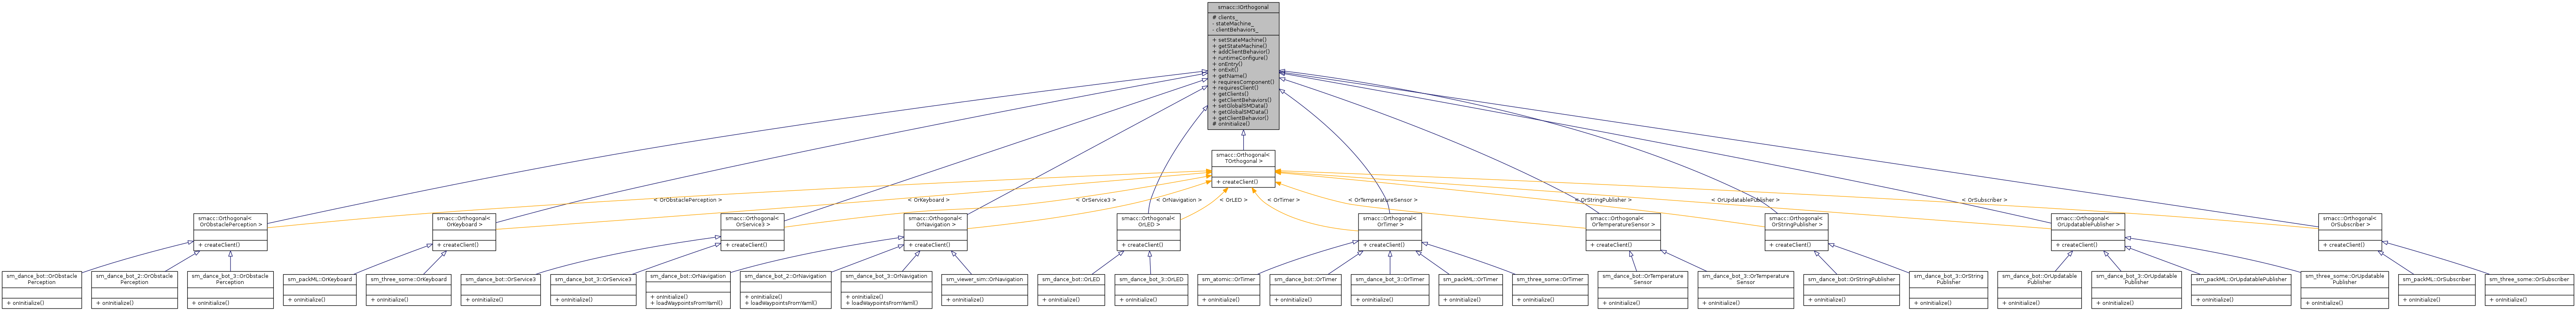 smacc::IOrthogonal
# clients_
- stateMachine_
- clientBehaviors_
+ setStateMachine()
+ getStateMachine()
+ addClientBehavior()
+ runtimeConfigure()
+ onEntry()
+ onExit()
+ getName()
+ requiresComponent()
+ requiresClient()
+ getClients()
+ getClientBehaviors()
+ setGlobalSMData()
+ getGlobalSMData()
+ getClientBehavior()
# onInitialize()
smacc::Orthogonal<
TOrthogonal >
+ createClient()
< OrObstaclePerception >
< OrKeyboard >
< OrService3 >
< OrNavigation >
< OrLED >
< OrTimer >
< OrTemperatureSensor >
< OrStringPublisher >
< OrUpdatablePublisher >
< OrSubscriber >
smacc::Orthogonal<
OrObstaclePerception >
+ createClient()
smacc::Orthogonal<
OrKeyboard >
+ createClient()
smacc::Orthogonal<
OrService3 >
+ createClient()
smacc::Orthogonal<
OrNavigation >
+ createClient()
smacc::Orthogonal<
OrLED >
+ createClient()
smacc::Orthogonal<
OrTimer >
+ createClient()
smacc::Orthogonal<
OrTemperatureSensor >
+ createClient()
smacc::Orthogonal<
OrStringPublisher >
+ createClient()
smacc::Orthogonal<
OrUpdatablePublisher >
+ createClient()
smacc::Orthogonal<
OrSubscriber >
+ createClient()
sm_dance_bot::OrObstacle
Perception
+ onInitialize()
sm_dance_bot_2::OrObstacle
Perception
+ onInitialize()
sm_dance_bot_3::OrObstacle
Perception
+ onInitialize()
sm_packML::OrKeyboard
+ onInitialize()
sm_three_some::OrKeyboard
+ onInitialize()
sm_dance_bot::OrService3
+ onInitialize()
sm_dance_bot_3::OrService3
+ onInitialize()
sm_dance_bot::OrNavigation
+ onInitialize()
+ loadWaypointsFromYaml()
sm_dance_bot_2::OrNavigation
+ onInitialize()
+ loadWaypointsFromYaml()
sm_dance_bot_3::OrNavigation
+ onInitialize()
+ loadWaypointsFromYaml()
sm_viewer_sim::OrNavigation
+ onInitialize()
sm_dance_bot::OrLED
+ onInitialize()
sm_dance_bot_3::OrLED
+ onInitialize()
sm_atomic::OrTimer
+ onInitialize()
sm_dance_bot::OrTimer
+ onInitialize()
sm_dance_bot_3::OrTimer
+ onInitialize()
sm_packML::OrTimer
+ onInitialize()
sm_three_some::OrTimer
+ onInitialize()
sm_dance_bot::OrTemperature
Sensor
+ onInitialize()
sm_dance_bot_3::OrTemperature
Sensor
+ onInitialize()
sm_dance_bot::OrStringPublisher
+ onInitialize()
sm_dance_bot_3::OrString
Publisher
+ onInitialize()
sm_dance_bot::OrUpdatable
Publisher
+ onInitialize()
sm_dance_bot_3::OrUpdatable
Publisher
+ onInitialize()
sm_packML::OrUpdatablePublisher
+ onInitialize()
sm_three_some::OrUpdatable
Publisher
+ onInitialize()
sm_packML::OrSubscriber
+ onInitialize()
sm_three_some::OrSubscriber
+ onInitialize()